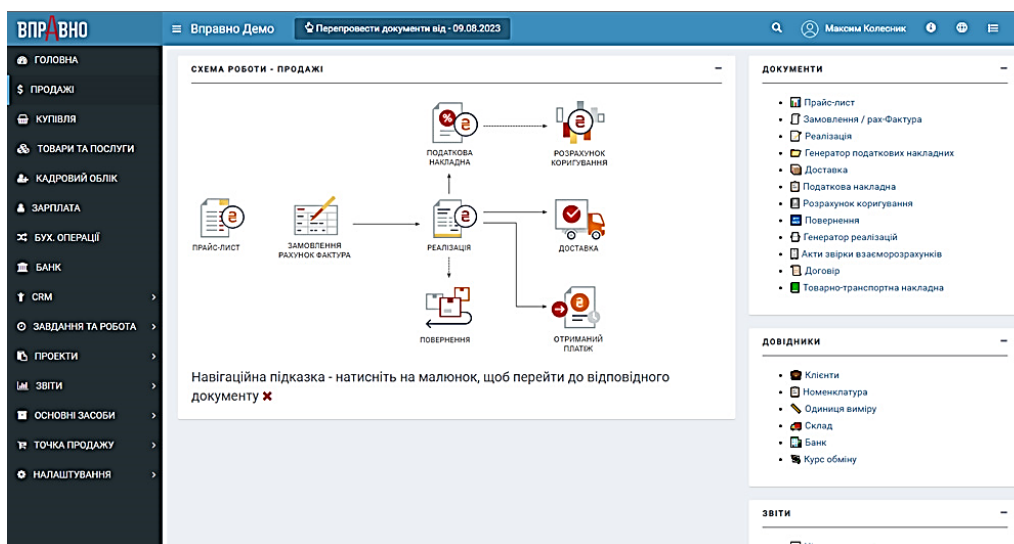 ВПРАВНО
Вправно Демо
Перепровести документи від - 09.08.2023
Максим Колесник
ГОЛОВНА
ПРОДАЖІ
КУПІВЛЯ
ТОВАРИ ТА ПОСЛУГИ
КАДРОВИЙ ОБЛІК
ЗАРПЛАТА
БУХ. ОПЕРАЦІЇ
БАНК
CRM
ЗАВДАННЯ ТА РОБОТА
ПРОЕКТИ
ЗВІТИ
ОСНОВНІ ЗАСОБИ
ТОЧКА ПРОДАЖУ
НАЛАШТУВАННЯ
СХЕМА РОБОТИ - ПРОДАЖІ
ПОДАТКОВА
НАКЛАДНА
РОЗРАХУНОК
КОРИГУВАННЯ
ПРАЙС-ЛИСТ
ЗАМОВЛЕННЯ
РАХУНОК ФАКТУРА
РЕАЛІЗАЦІЯ
ДОСТАВКА
ПОВЕРНЕННЯ
ОТРИМАНИЙ
ПЛАТІЖ
Навігаційна підказка - натисніть на малюнок, щоб перейти до відповідного
документу
ДОКУМЕНТИ
Прайс-лист
Замовлення / рах-Фактура
Реалізація
Генератор податкових накладних
Доставка
Податкова накладна
Розрахунок коригування
Повернення
Генератор реалізацій
Акти звірки взаєморозрахунків
Договір
Товарно-транспортна накладна
ДОВІДНИКИ
Клієнти
Номенклатура
Одиниця виміру
Склад
Банк
Курс обміну
ЗВІТИ